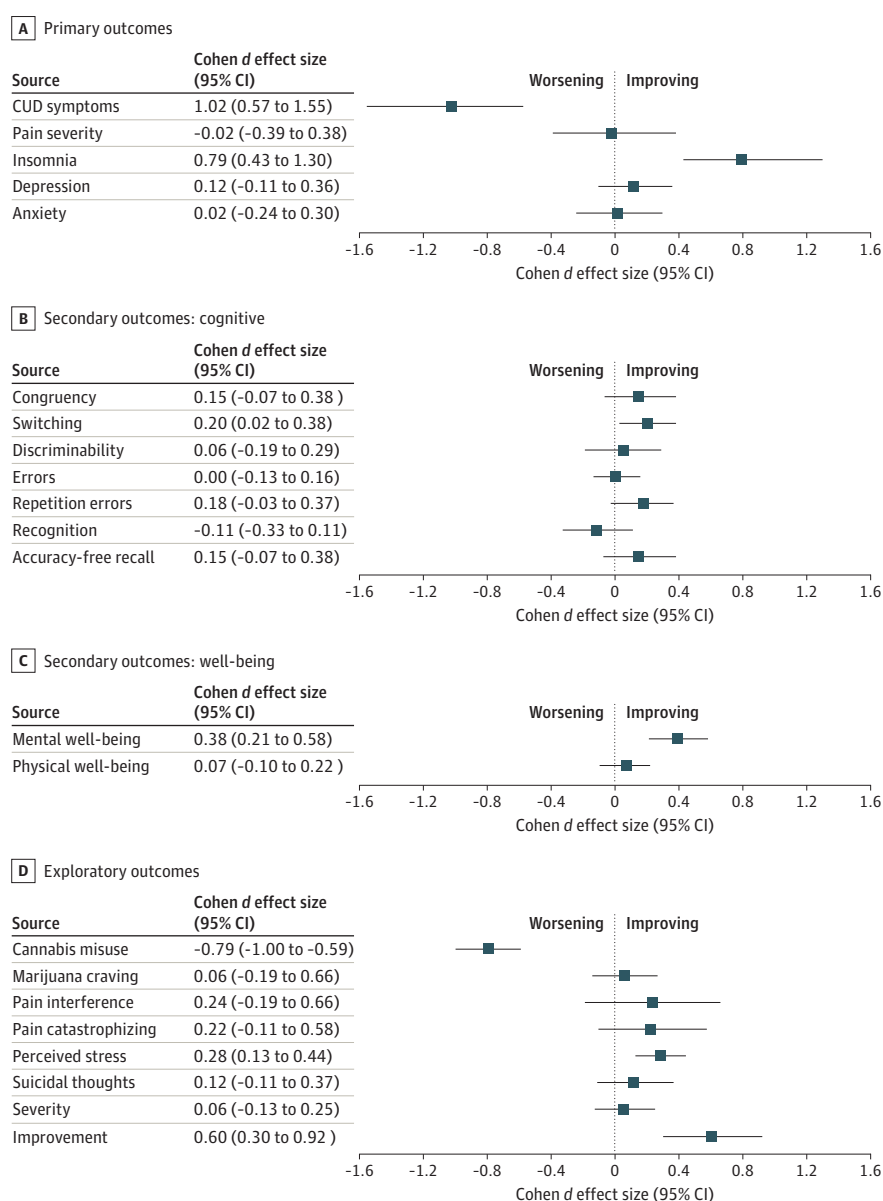 A Primary outcomes
Source Cohen d effect size (95% CI) Worsening Improving
CUD symptoms 1.02 (0.57 to 1.55)
Pain severity -0.02 (-0.39 to 0.38)
Insomnia 0.79 (0.43 to 1.30)
Depression 0.12 (-0.11 to 0.36)
Anxiety 0.02 (-0.24 to 0.30)
-1.6 -1.2 -0.8 -0.4 0 0.4 0.8 1.2 1.6
Cohen d effect size (95% CI)
B Secondary outcomes: cognitive
Source Cohen d effect size (95% CI) Worsening Improving
Congruency 0.15 (-0.07 to 0.38 )
Switching 0.20 (0.02 to 0.38)
Discriminability 0.06 (-0.19 to 0.29)
Errors 0.00 (-0.13 to 0.16)
Repetition errors 0.18 (-0.03 to 0.37)
Recognition -0.11 (-0.33 to 0.11)
Accuracy-free recall 0.15 (-0.07 to 0.38)
-1.6 -1.2 -0.8 -0.4 0 0.4 0.8 1.2 1.6
Cohen d effect size (95% CI)
C Secondary outcomes: well-being
Source Cohen d effect size (95% CI) Worsening Improving
Mental well-being 0.38 (0.21 to 0.58)
Physical well-being 0.07 (-0.10 to 0.22 )
-1.6 -1.2 -0.8 -0.4 0 0.4 0.8 1.2 1.6
Cohen d effect size (95% CI)
D Exploratory outcomes
Source Cohen d effect size (95% CI) Worsening Improving
Cannabis misuse -0.79 (-1.00 to -0.59)
Marijuana craving 0.06 (-0.19 to 0.66)
Pain interference 0.24 (-0.19 to 0.66)
Pain catastrophizing 0.22 (-0.11 to 0.58)
Perceived stress 0.28 (0.13 to 0.44)
Suicidal thoughts 0.12 (-0.11 to 0.37)
Severity 0.06 (-0.13 to 0.25)
Improvement 0.60 (0.30 to 0.92 )
-1.6 -1.2 -0.8 -0.4 0 0.4 0.8 1.2 1.6
Cohen d effect size (95% CI)